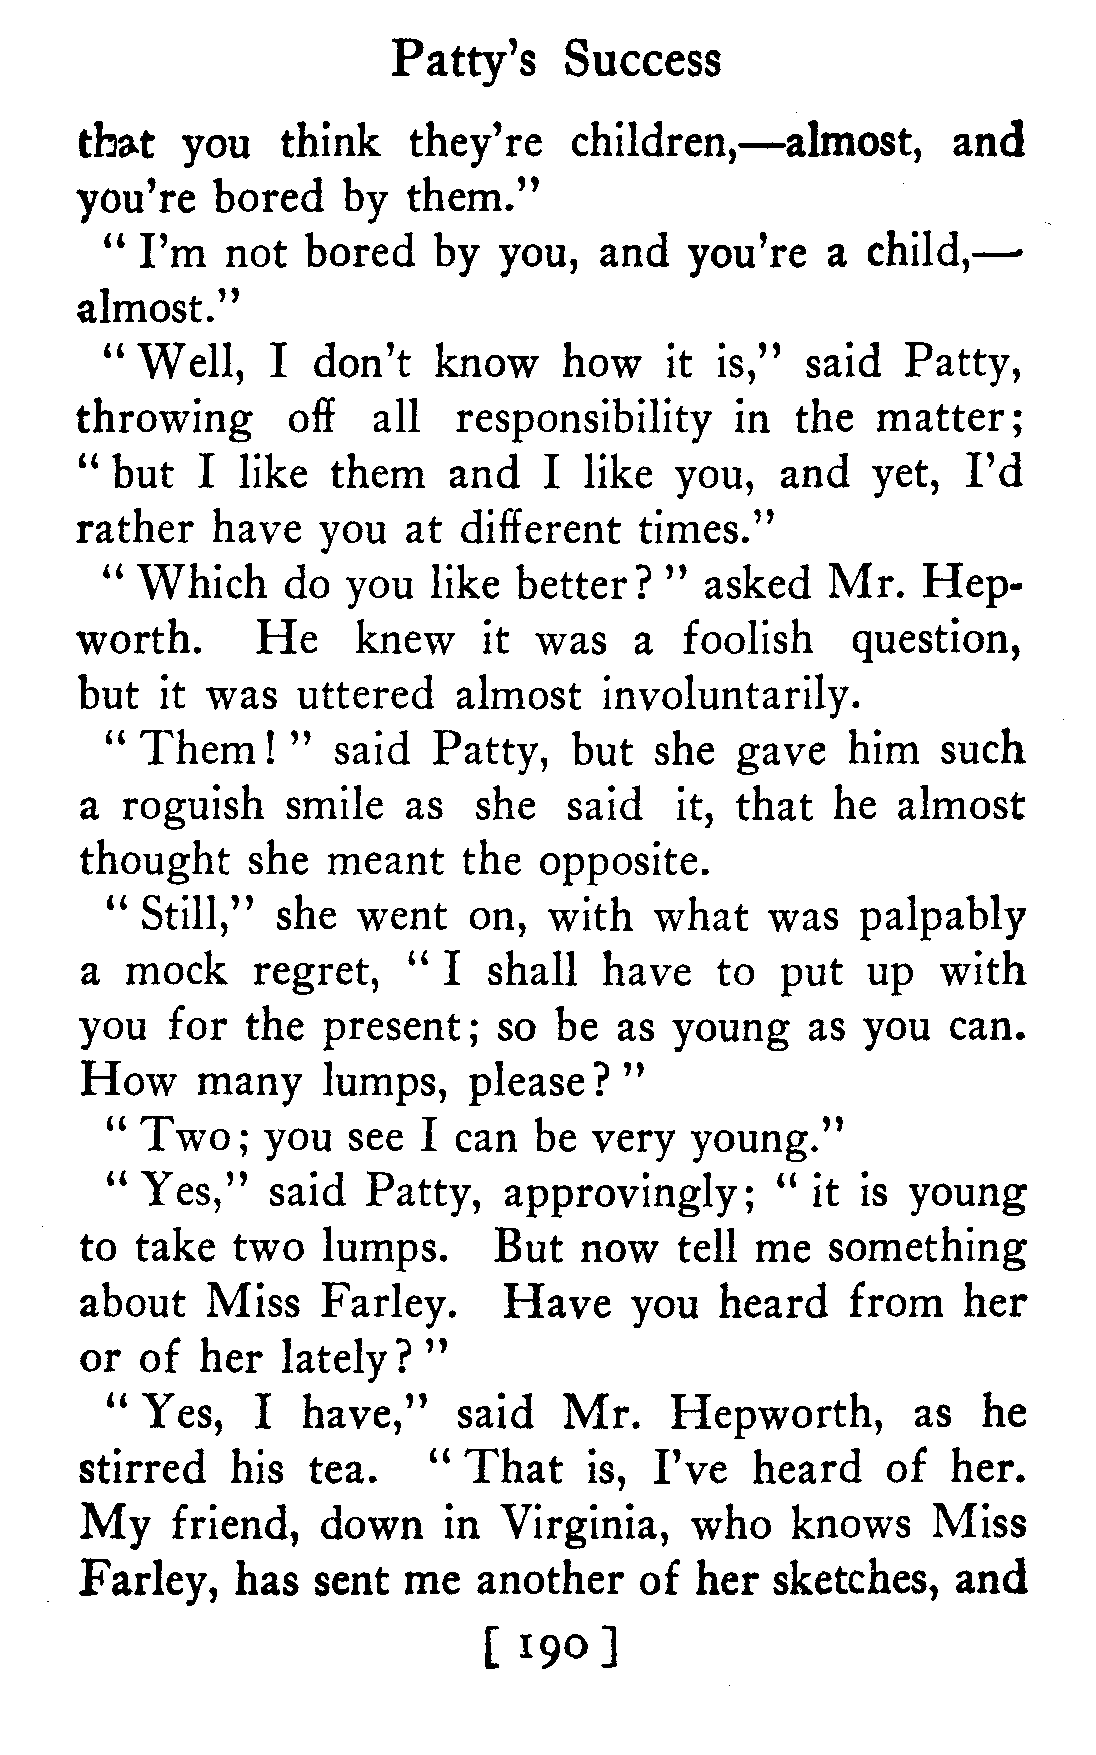 Patty's Success
that you think they're children,—almost, and
you're bored by them."
" I'm not bored by you, and you're a child,—
almost."
" Well, I don't know how it is," said Patty,
throwing off all responsibility in the matter;
" but I like them and I like you, and yet, I'd
rather have you at different times."
" Which do you like better? " asked Mr. Hep-
worth. He knew it was a foolish question,
but it was uttered almost involuntarily.
" Them! " said Patty, but she gave him such
a roguish smile as she said it, that he almost
thought she meant the opposite.
" Still," she went on, with what was palpably
a mock regret, " I shall have to put up with
you for the present; so be as young as you can.
How many lumps, please? "
" Two; you see I can be very young."
" Yes," said Patty, approvingly; " it is young
to take two lumps. But now tell me something
about Miss Farley. Have you heard from her
or of her lately? "
" Yes, I have," said Mr. Hepworth, as he
stirred his tea. " That is, I've heard of her.
My friend, down in Virginia, who knows Miss
Farley, has sent me another of her sketches, and
[ 190 ]